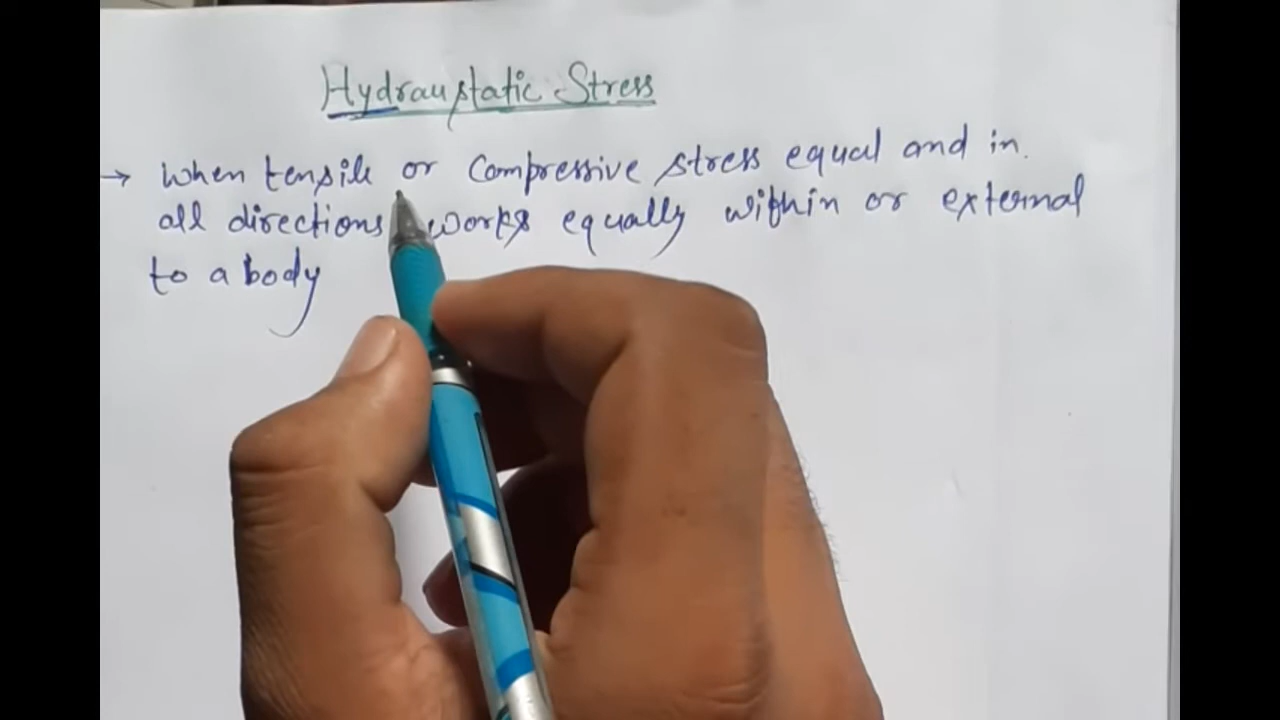 Hydraustatic Stress
→ When tensile or compressive stress equal and in
all directions works equally within or external
to a body